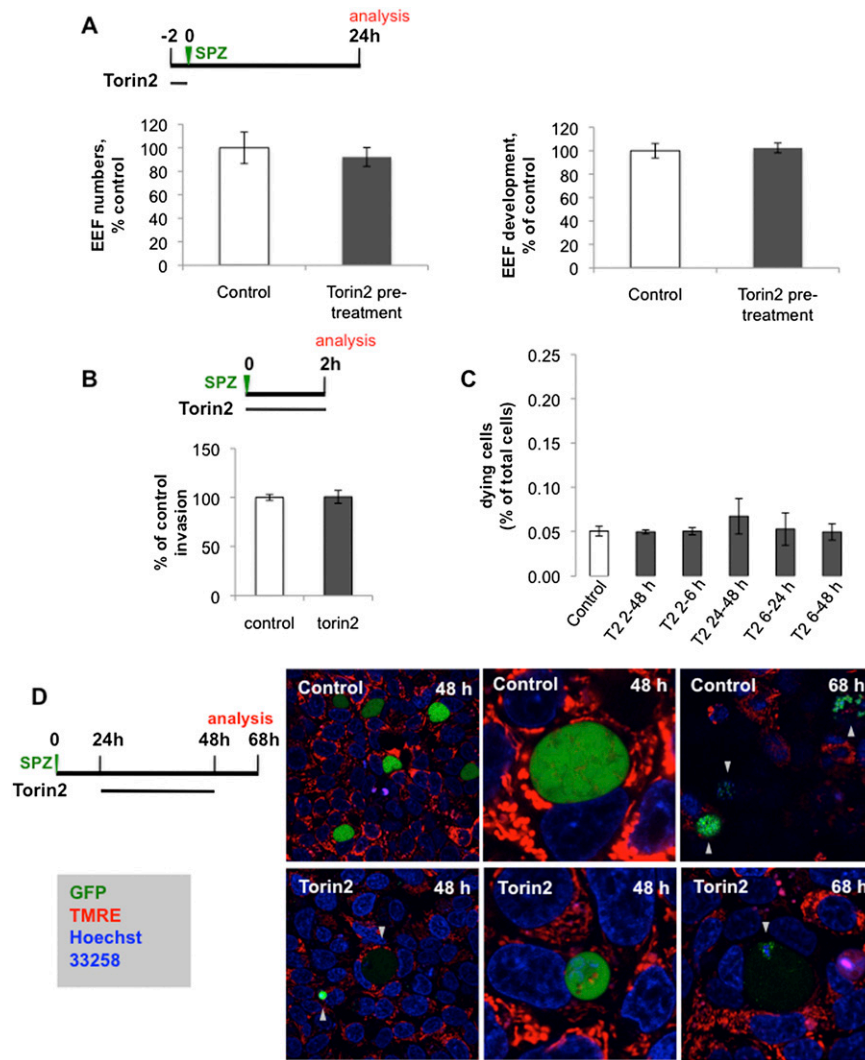 A
-2 0
analysis
24h
SPZ
Torin2
EEF numbers,
% control
120
100
80
60
40
20
0
Control
Torin2 pre-
treatment
EEF development,
% of control
120
100
80
60
40
20
0
Control
Torin2 pre-
treatment
B
analysis
0
2h
SPZ
Torin2
% of control
invasion
150
100
50
0
control
torin2
C
dying cells
(% of total cells)
0.25
0.20
0.15
0.10
0.05
0.00
Control
T2 2-48 h
T2 2-6 h
T2 24-48 h
T2 6-24 h
T2 6-48 h
D
analysis
0
24h
48h
68h
SPZ
Torin2
GFP
TMRE
Hoechst
33258
Control
48 h
Control
48 h
Control
68 h
Torin2
48 h
Torin2
48 h
Torin2
68 h